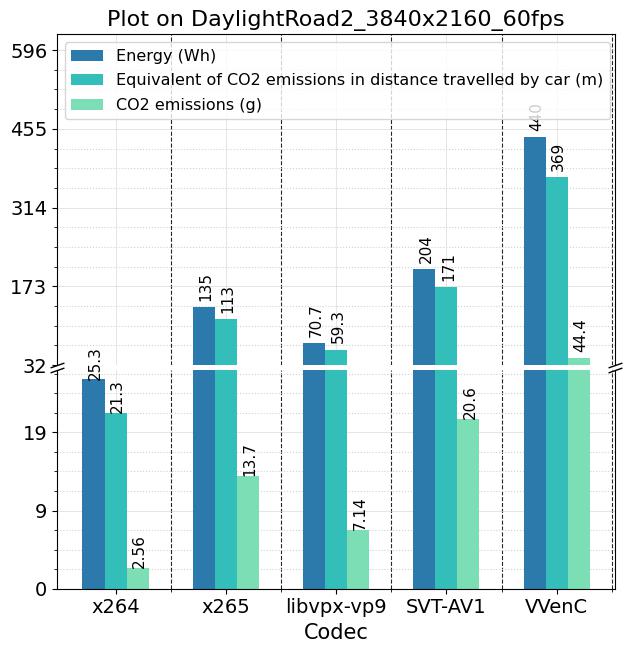 Plot on DaylightRoad2_3840x2160_60fps
Energy (Wh)
Equivalent of CO2 emissions in distance travelled by car (m)
CO2 emissions (g)
596
455
314
173
32
19
9
0
25.3
21.3
2.56
135
113
13.7
70.7
59.3
7.14
204
171
20.6
440
369
44.4
x264
x265
libvpx-vp9
SVT-AV1
VVenC
Codec